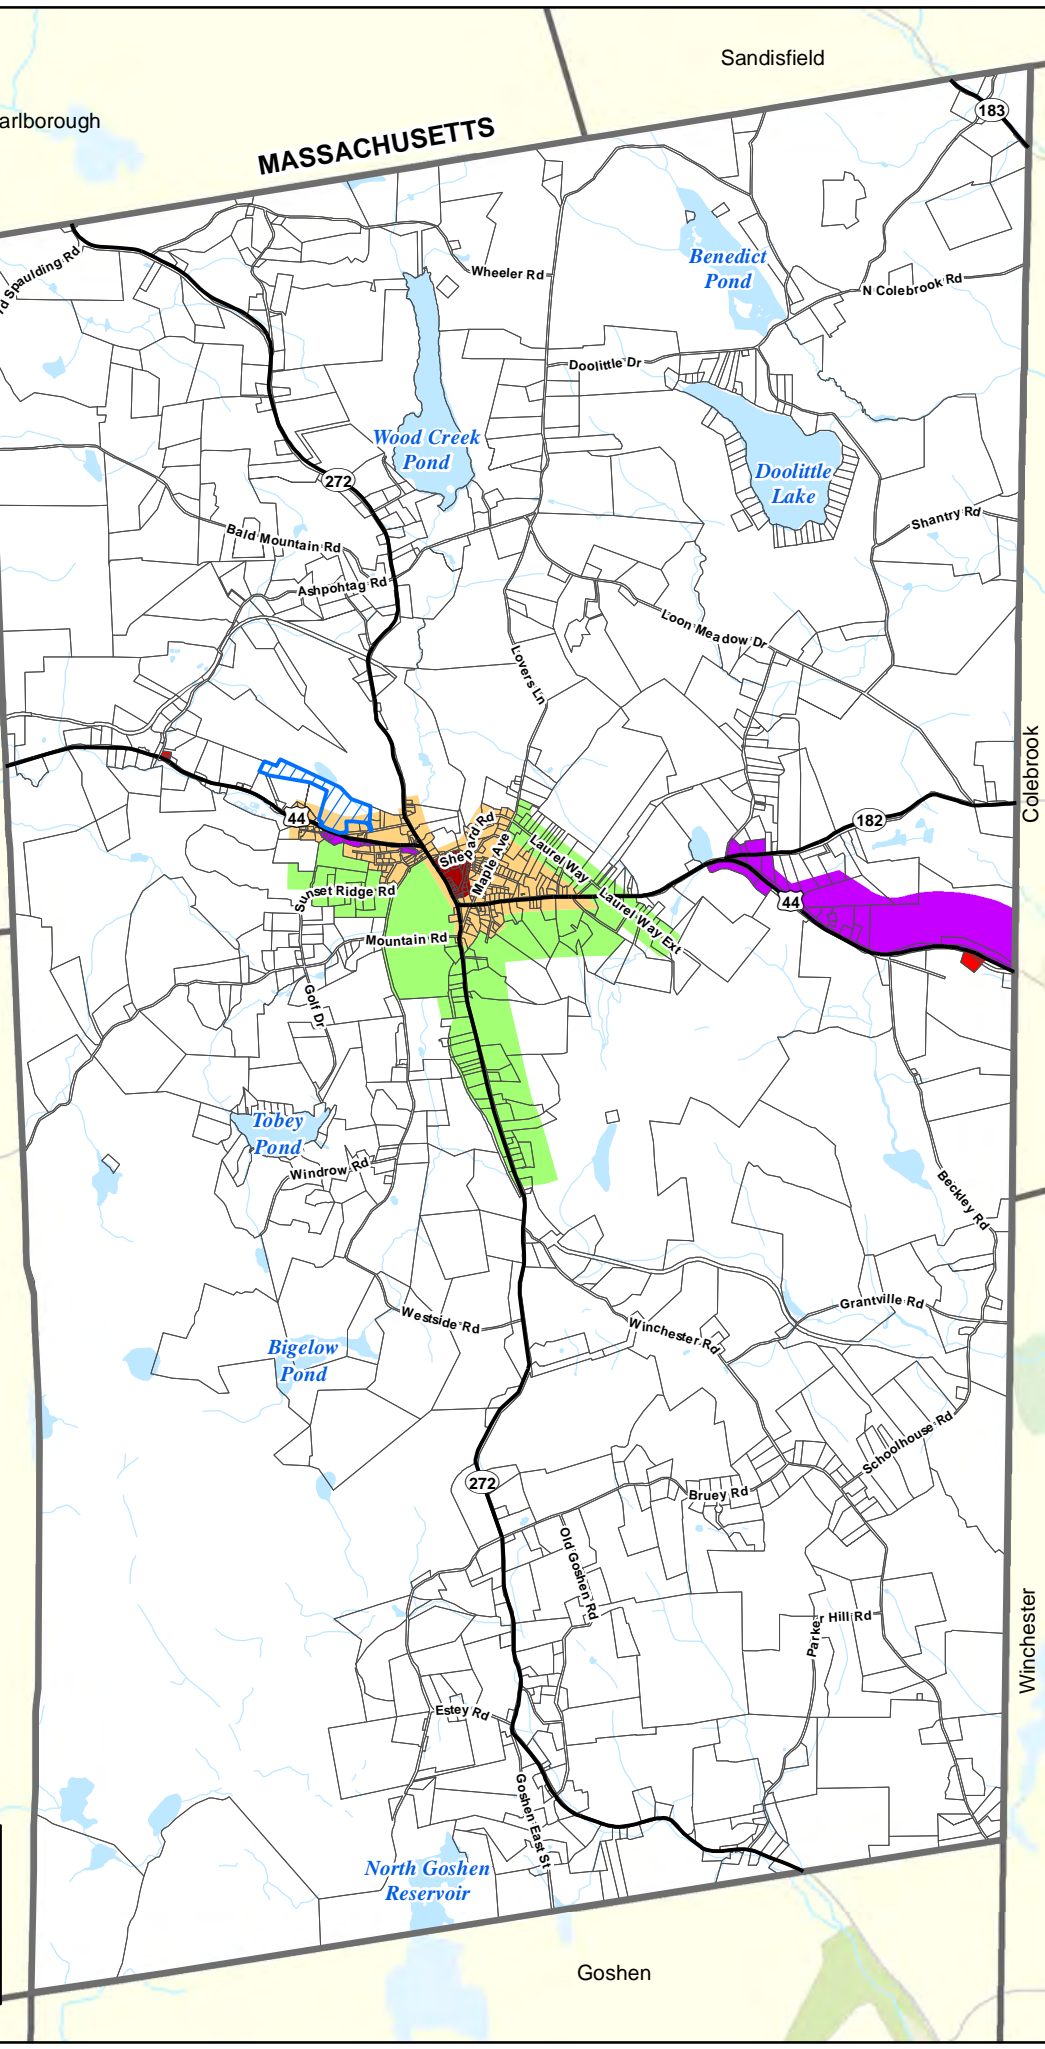 Sandisfield
arlborough
MASSACHUSETTS
183
rd Spaulding Rd
Wheeler Rd
Benedict
Pond
N Colebrook Rd
Doolittle Dr
Wood Creek
Pond
Doolittle
Lake
272
Shantry Rd
Bald Mountain Rd
Ashpohtag Rd
Loon Meadow Dr
Lovers Ln
Colebrook
44
182
Shepard Rd
Maple Ave
Laurel Way
Sunset Ridge Rd
Laurel Way Ext
44
Mountain Rd
Golf Dr
Tobey
Pond
Windrow Rd
Beckley Rd
Grantville Rd
Westside Rd
Winchester Rd
Bigelow
Pond
Schoolhouse Rd
272
Bruey Rd
Old Goshen Rd
Parker Hill Rd
Winchester
Estey Rd
Goshen East St
North Goshen
Reservoir
Goshen